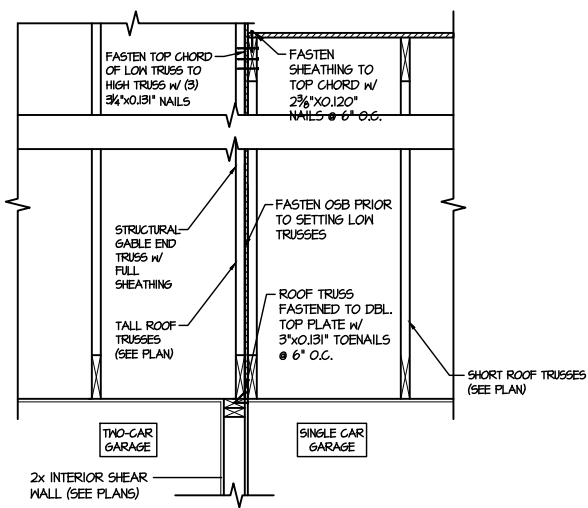 FASTEN TOP CHORD
OF LOW TRUSS TO
HIGH TRUSS W/ (3)
3¼"x0.131" NAILS
FASTEN
SHEATHING TO
TOP CHORD W/
2⅜"X0.120"
NAILS @ 6" O.C.
STRUCTURAL
GABLE END
TRUSS W/
FULL
SHEATHING
FASTEN OSB PRIOR
TO SETTING LOW
TRUSSES
TALL ROOF
TRUSSES
(SEE PLAN)
ROOF TRUSS
FASTENED TO DBL.
TOP PLATE W/
3"x0.131" TOENAILS
@ 6" O.C.
SHORT ROOF TRUSSES
(SEE PLAN)
TWO-CAR
GARAGE
SINGLE CAR
GARAGE
2x INTERIOR SHEAR
WALL (SEE PLANS)